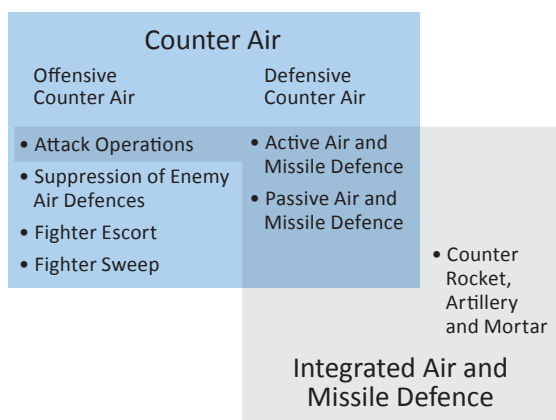 Counter Air
Offensive
Counter Air
• Attack Operations
• Suppression of Enemy
Air Defences
• Fighter Escort
• Fighter Sweep
Defensive
Counter Air
• Active Air and
Missile Defence
• Passive Air and
Missile Defence
• Counter
Rocket,
Artillery
and Mortar
Integrated Air and
Missile Defence